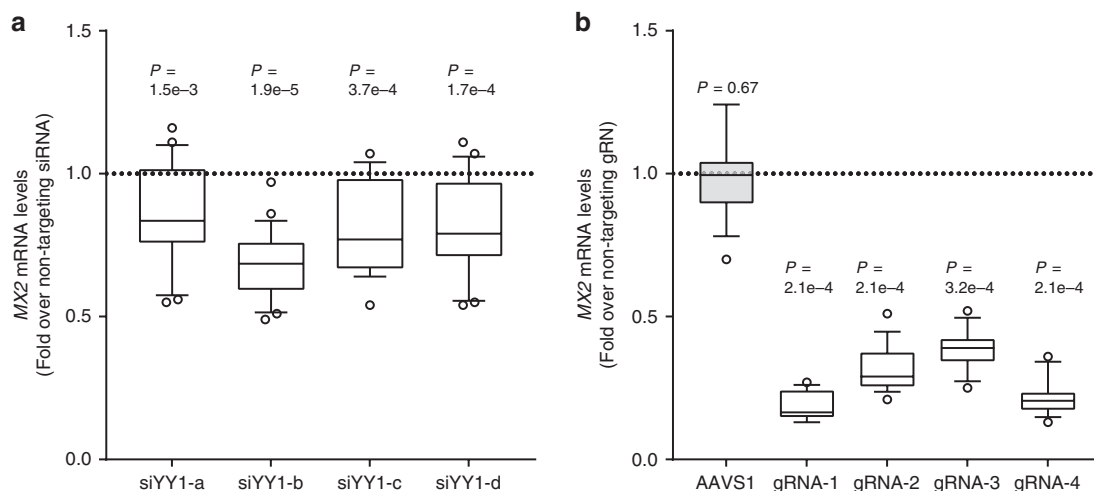 a
1.5
1.0
0.5
0.0
MX2 mRNA levels
(Fold over non-targeting siRNA)
P =
1.5e–3
P =
1.9e–5
P =
3.7e–4
P =
1.7e–4
siYY1-a
siYY1-b
siYY1-c
siYY1-d
b
1.5
1.0
0.5
0.0
MX2 mRNA levels
(Fold over non-targeting gRN)
P = 0.67
P =
2.1e–4
P =
2.1e–4
P =
3.2e–4
P =
2.1e–4
AAVS1
gRNA-1
gRNA-2
gRNA-3
gRNA-4